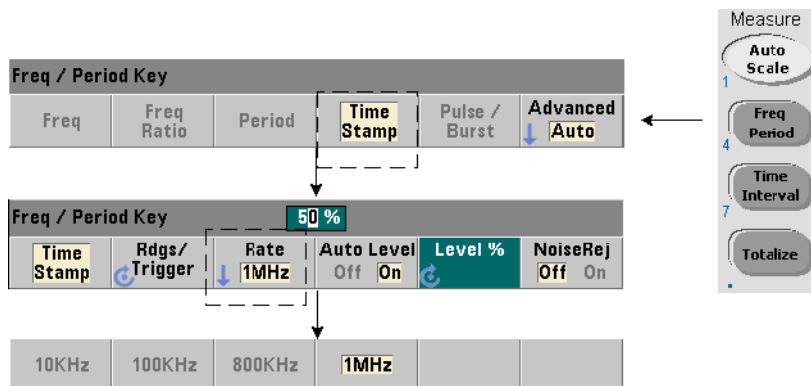 Measure
Auto
Scale
1
Freq
Period
4
Time
Interval
7
Totalize
.
Freq / Period Key
Freq
Freq
Ratio
Period
Time
Stamp
Pulse /
Burst
Advanced
Auto
Freq / Period Key
50 %
Time
Stamp
Rdgs/
Trigger
Rate
1MHz
Auto Level
Off On
Level %
NoiseRej
Off On
10KHz
100KHz
800KHz
1MHz